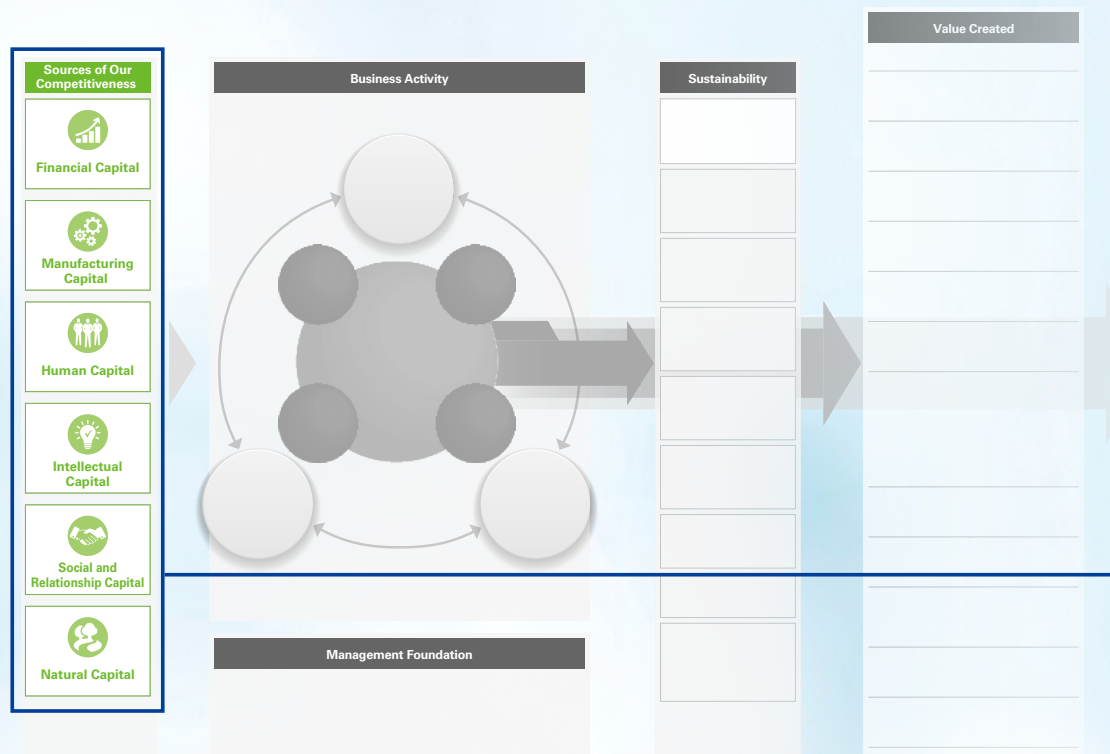 Value Created
Sources of Our
Competitiveness
Business Activity
Sustainability
Financial Capital
Manufacturing
Capital
Human Capital
Intellectual
Capital
Social and
Relationship Capital
Natural Capital
Management Foundation